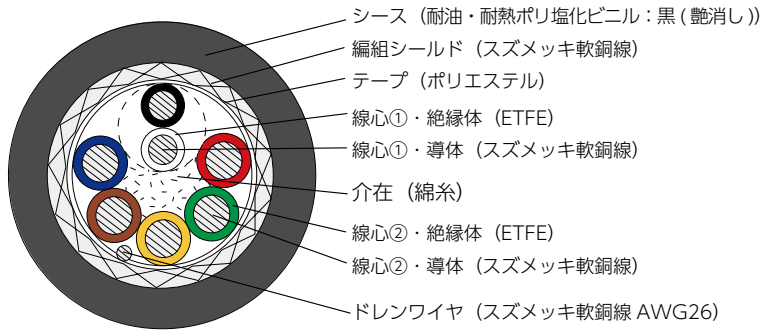 シース（耐油・耐熱ポリ塩化ビニル：黒 ( 艶消し ))
編組シールド（スズメッキ軟銅線）
テープ（ポリエステル）
線心①・絶縁体（ETFE）
線心①・導体（スズメッキ軟銅線）
介在（綿糸）
線心②・絶縁体（ETFE）
線心②・導体（スズメッキ軟銅線）
ドレンワイヤ（スズメッキ軟銅線 AWG26）